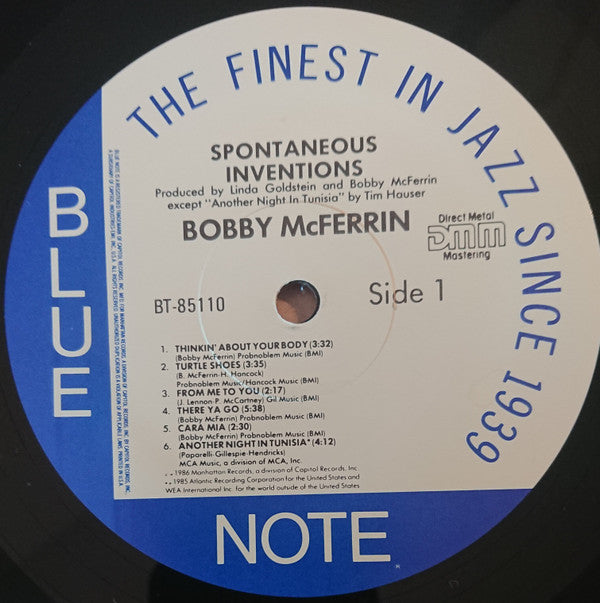 THE FINEST IN JAZZ SINCE 1939
SPONTANEOUS
INVENTIONS
Produced by Linda Goldstein and Bobby McFerrin
except "Another Night In Tunisia" by Tim Hauser
BOBBY McFERRIN
Direct Metal
DMM
Mastering
BT-85110
Side 1
1. THINKIN' ABOUT YOUR BODY (3:32)
(Bobby McFerrin) Probnoblem Music (BMI)
2. TURTLE SHOES (3:35)
(B. McFerrin-H. Hancock)
Probnoblem Music/Hancock Music (BMI)
3. FROM ME TO YOU (2:17)
(J. Lennon-P. McCartney) Gil Music (BMI)
4. THERE YA GO (5:38)
(Bobby McFerrin) Probnoblem Music (BMI)
5. CARA MIA (2:30)
(Bobby McFerrin) Probnoblem Music (BMI)
6. ANOTHER NIGHT IN TUNISIA* (4:12)
(Paparelli-Gillespie-Hendricks)
MCA Music, a division of MCA, Inc.
1986 Manhattan Records, a division of Capitol Records, Inc.
1985 Atlantic Recording Corporation for the United States and
WEA International Inc. for the world outside of the United States
BLUE
NOTE